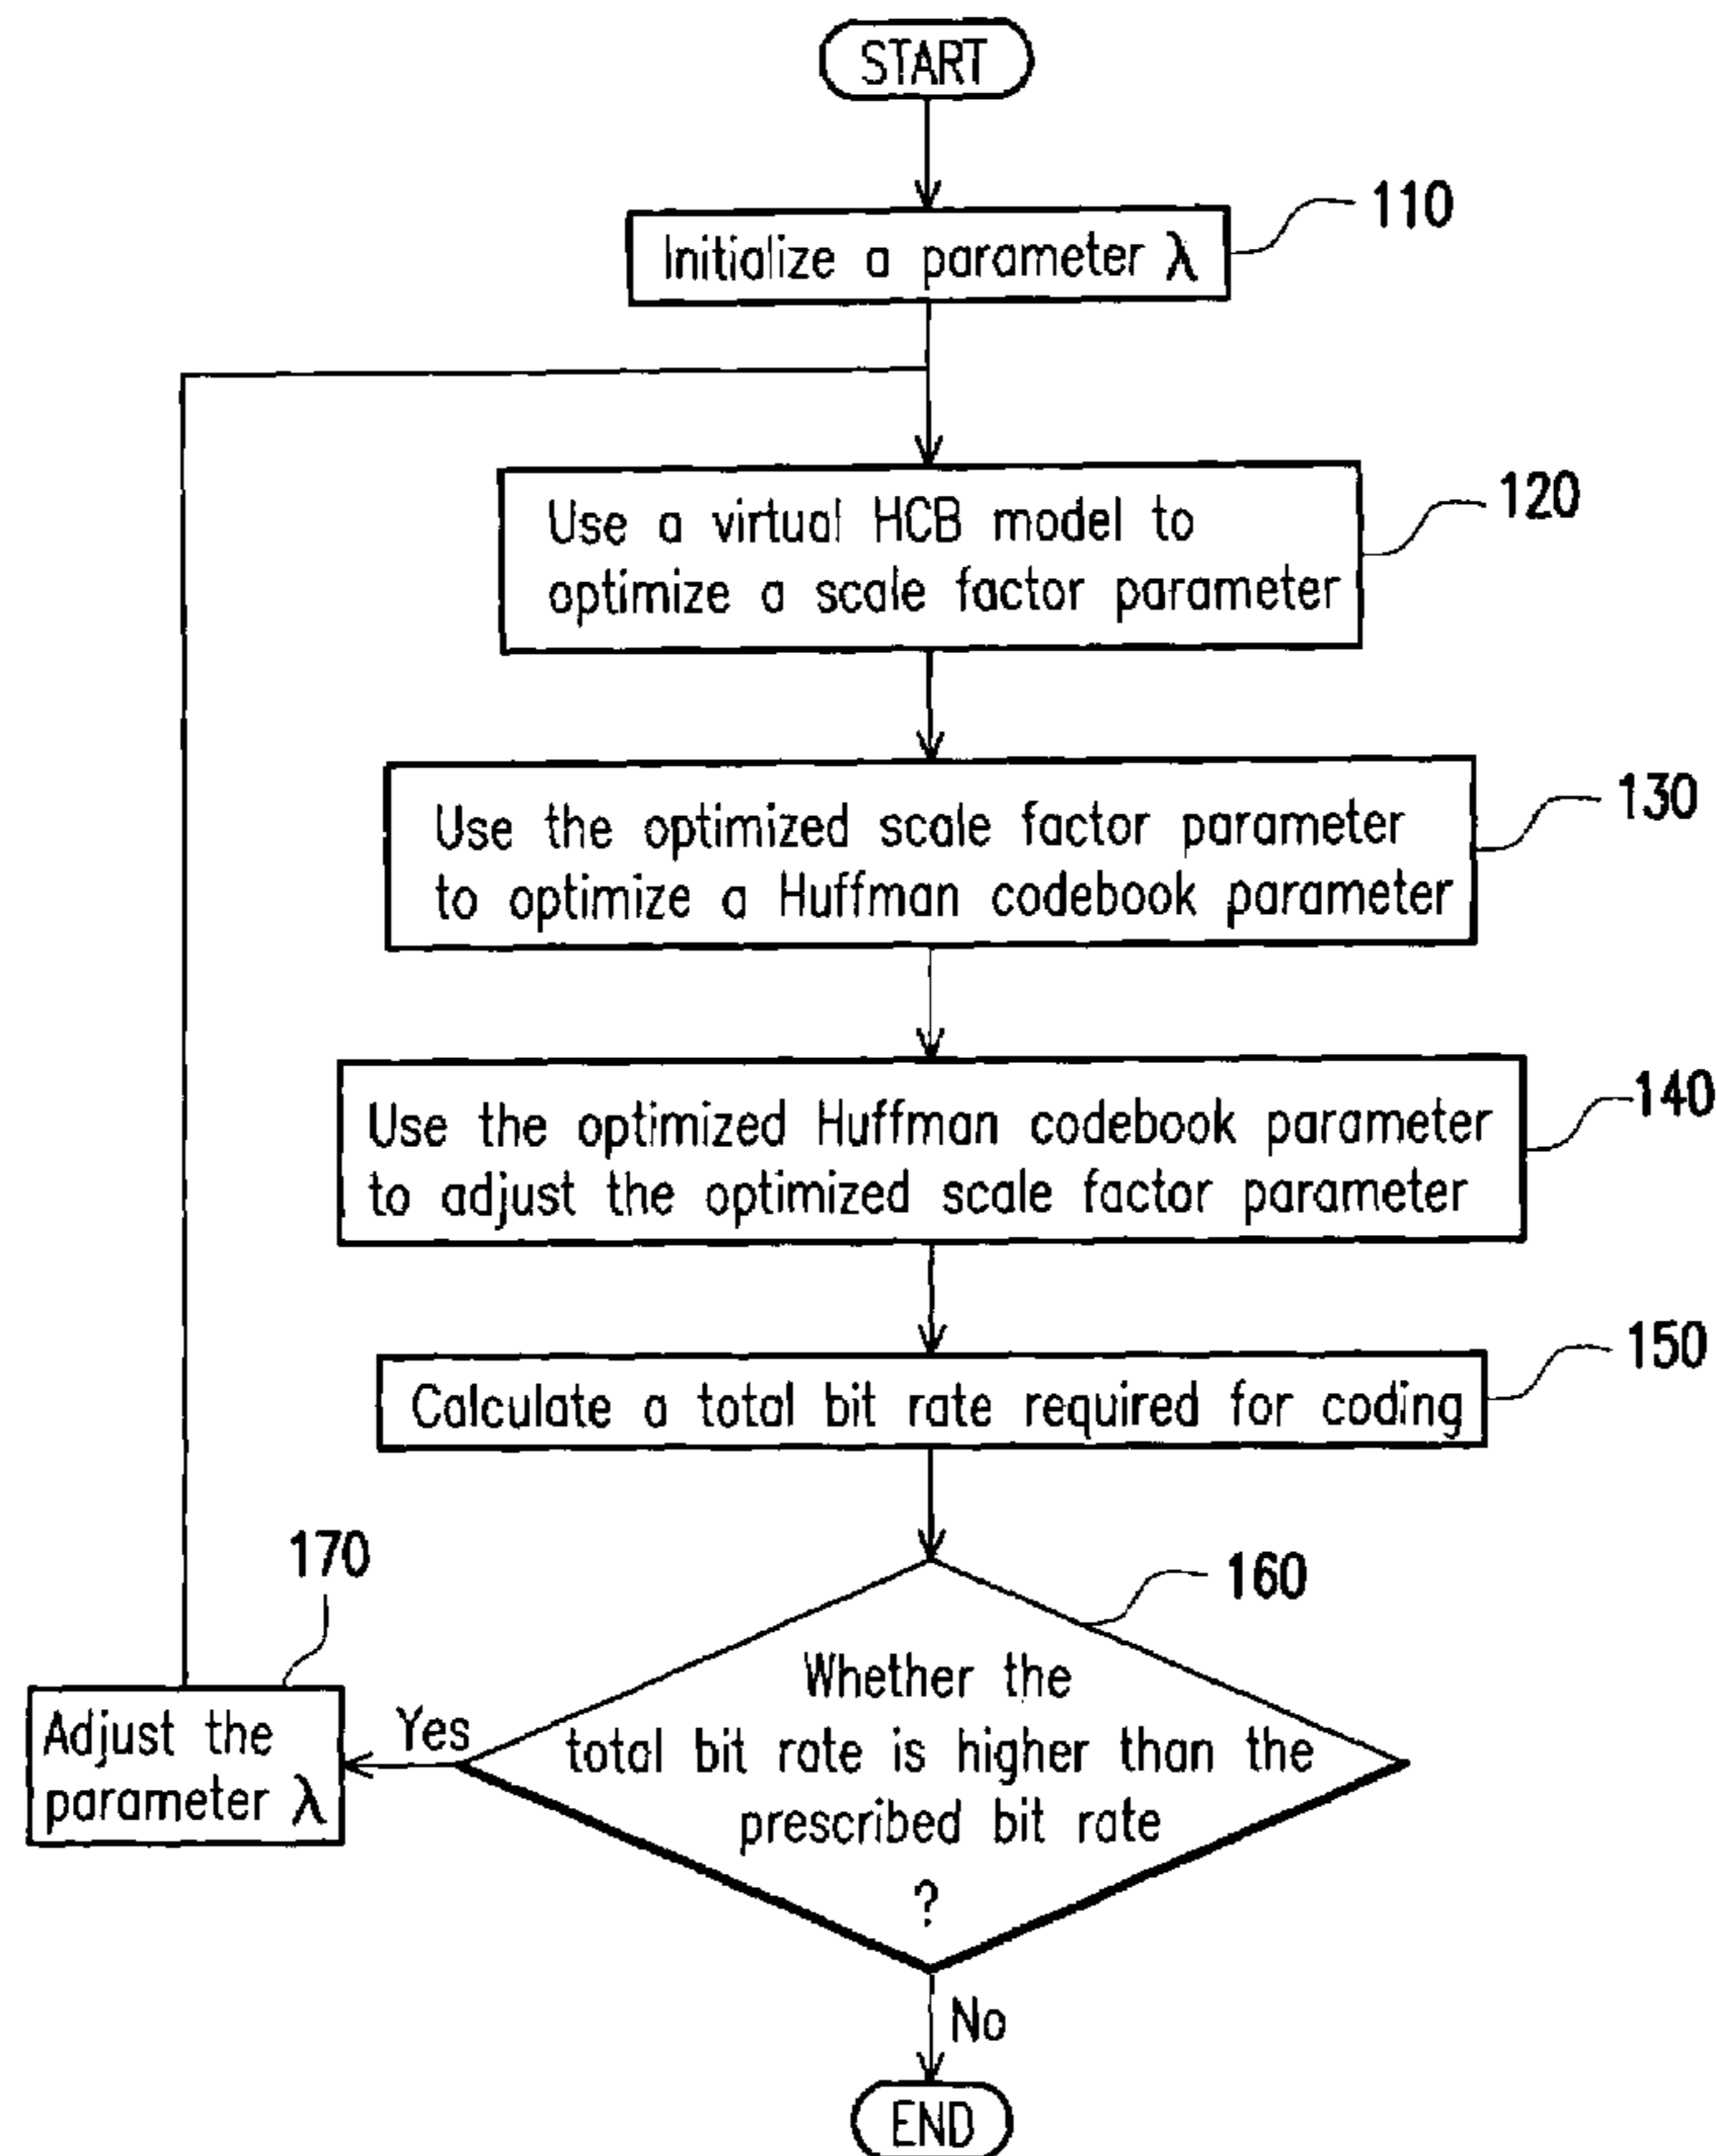 START
110
Initialize a parameter λ
120
Use a virtual HCB model to
optimize a scale factor parameter
130
Use the optimized scale factor parameter
to optimize a Huffman codebook parameter
140
Use the optimized Huffman codebook parameter
to adjust the optimized scale factor parameter
150
Calculate a total bit rate required for coding
160
Whether the
total bit rate is higher than the
prescribed bit rate
?
Yes
170
Adjust the
parameter λ
No
END